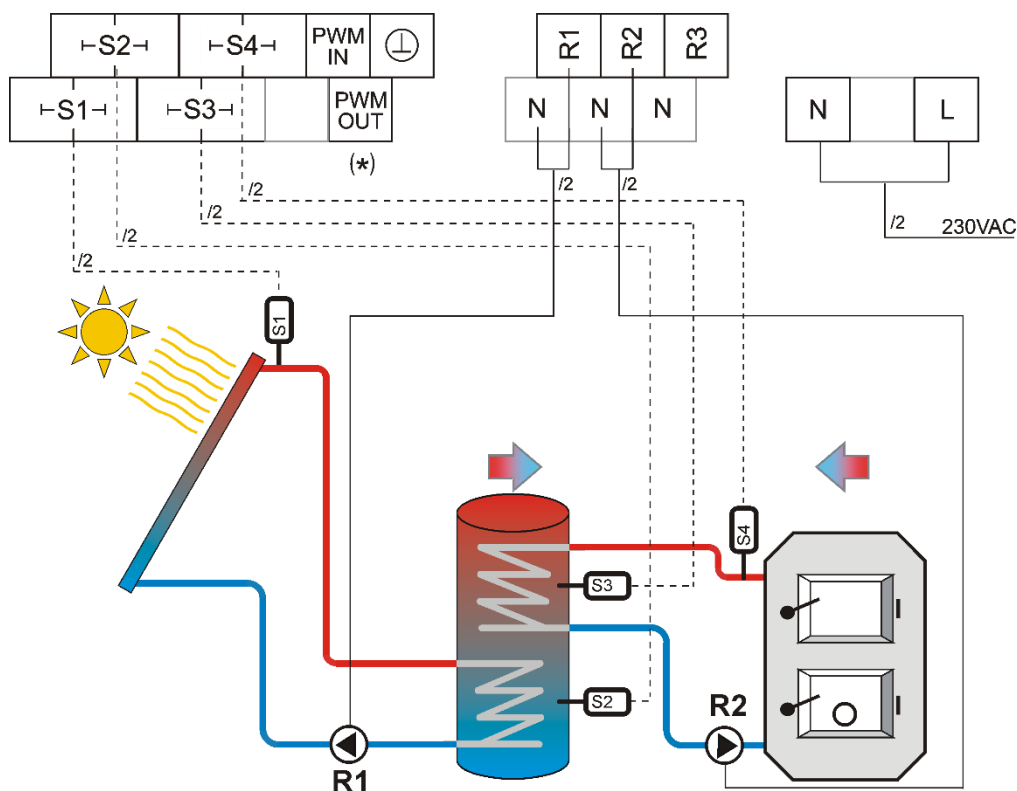 S2 S4 PWM IN
S1 S3 PWM OUT
(*)
R1 R2 R3
N N N
N L
/2
/2
/2
/2
/2
/2
/2 230VAC
S1
S4
S3
S2
R1
R2